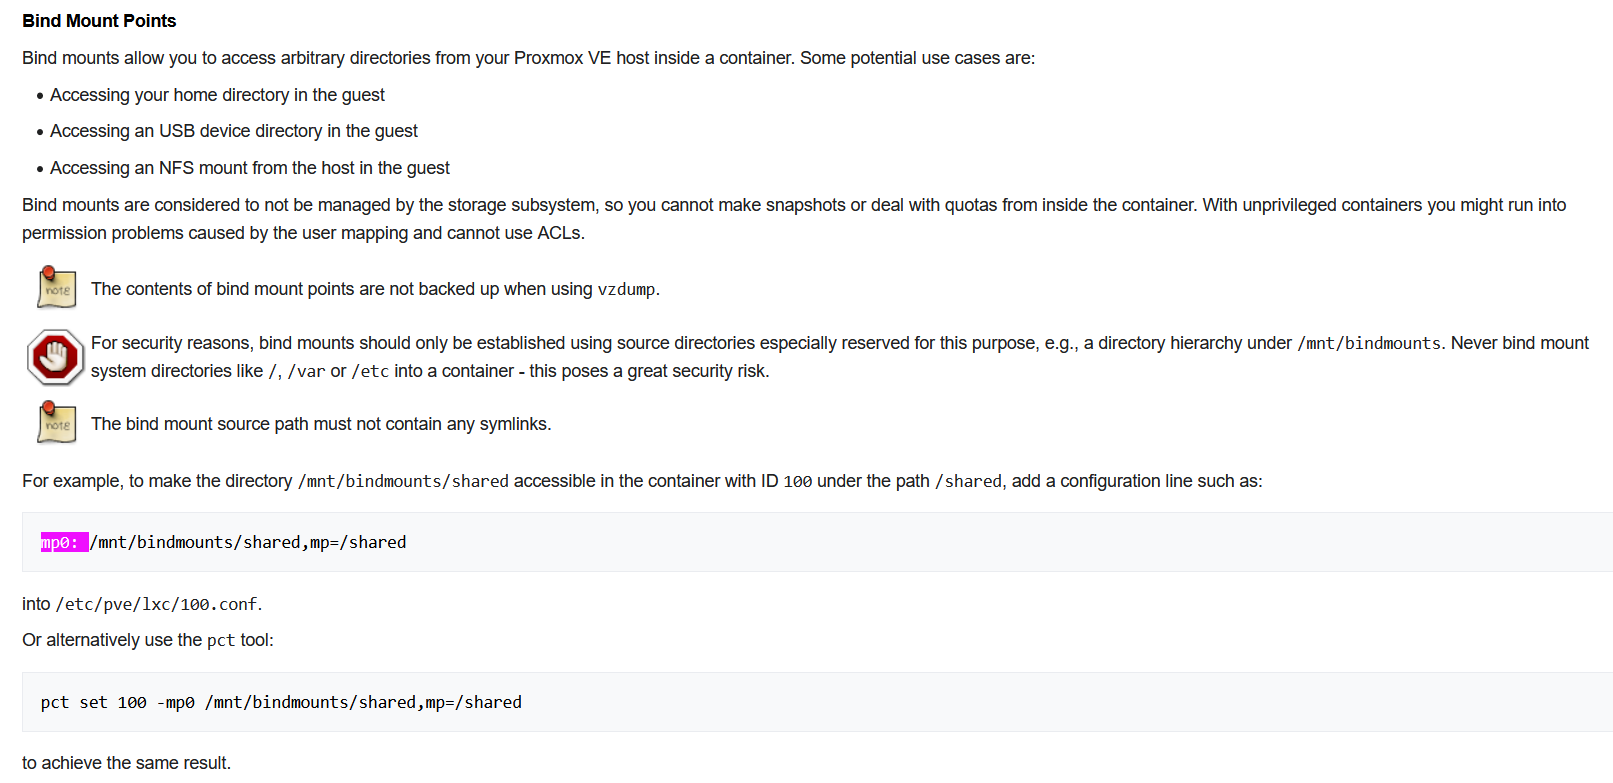 Bind Mount Points
Bind mounts allow you to access arbitrary directories from your Proxmox VE host inside a container. Some potential use cases are:
• Accessing your home directory in the guest
• Accessing an USB device directory in the guest
• Accessing an NFS mount from the host in the guest
Bind mounts are considered to not be managed by the storage subsystem, so you cannot make snapshots or deal with quotas from inside the container. With unprivileged containers you might run into
permission problems caused by the user mapping and cannot use ACLs.
note
The contents of bind mount points are not backed up when using vzdump.
For security reasons, bind mounts should only be established using source directories especially reserved for this purpose, e.g., a directory hierarchy under /mnt/bindmounts. Never bind mount
system directories like /, /var or /etc into a container - this poses a great security risk.
note
The bind mount source path must not contain any symlinks.
For example, to make the directory /mnt/bindmounts/shared accessible in the container with ID 100 under the path /shared, add a configuration line such as:
mp0: /mnt/bindmounts/shared,mp=/shared
into /etc/pve/lxc/100.conf.
Or alternatively use the pct tool:
pct set 100 -mp0 /mnt/bindmounts/shared,mp=/shared
to achieve the same result.